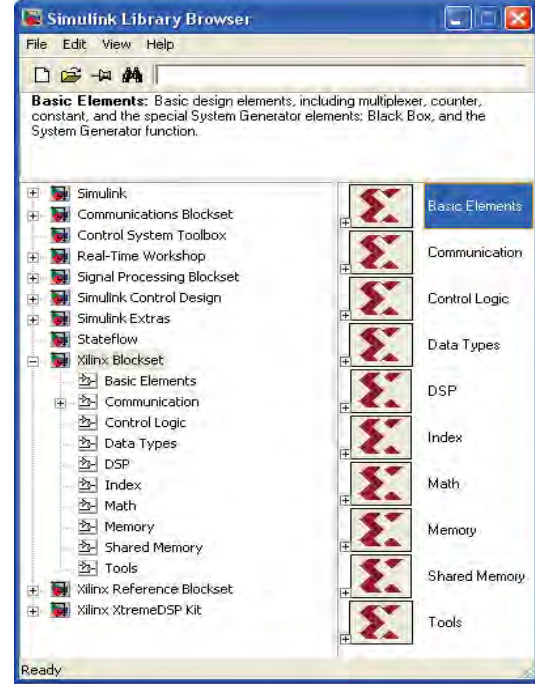 Simulink Library Browser
File Edit View Help
Basic Elements: Basic design elements, including multiplexer, counter,
constant, and the special System Generator elements: Black Box, and the
System Generator function.
Simulink
Communications Blockset
Control System Toolbox
Real-Time Workshop
Signal Processing Blockset
Simulink Control Design
Simulink Extras
Stateflow
Xilinx Blockset
Basic Elements
Communication
Control Logic
Data Types
DSP
Index
Math
Memory
Shared Memory
Tools
Xilinx Reference Blockset
Xilinx XtremeDSP Kit
Basic Elements
Communication
Control Logic
Data Types
DSP
Index
Math
Memory
Shared Memory
Tools
Ready